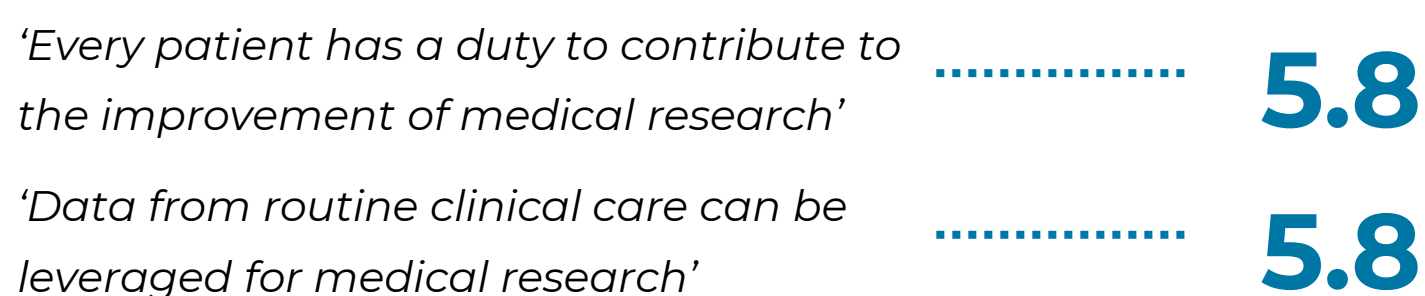 ‘Every patient has a duty to contribute to
the improvement of medical research’
5.8
‘Data from routine clinical care can be
leveraged for medical research’
5.8